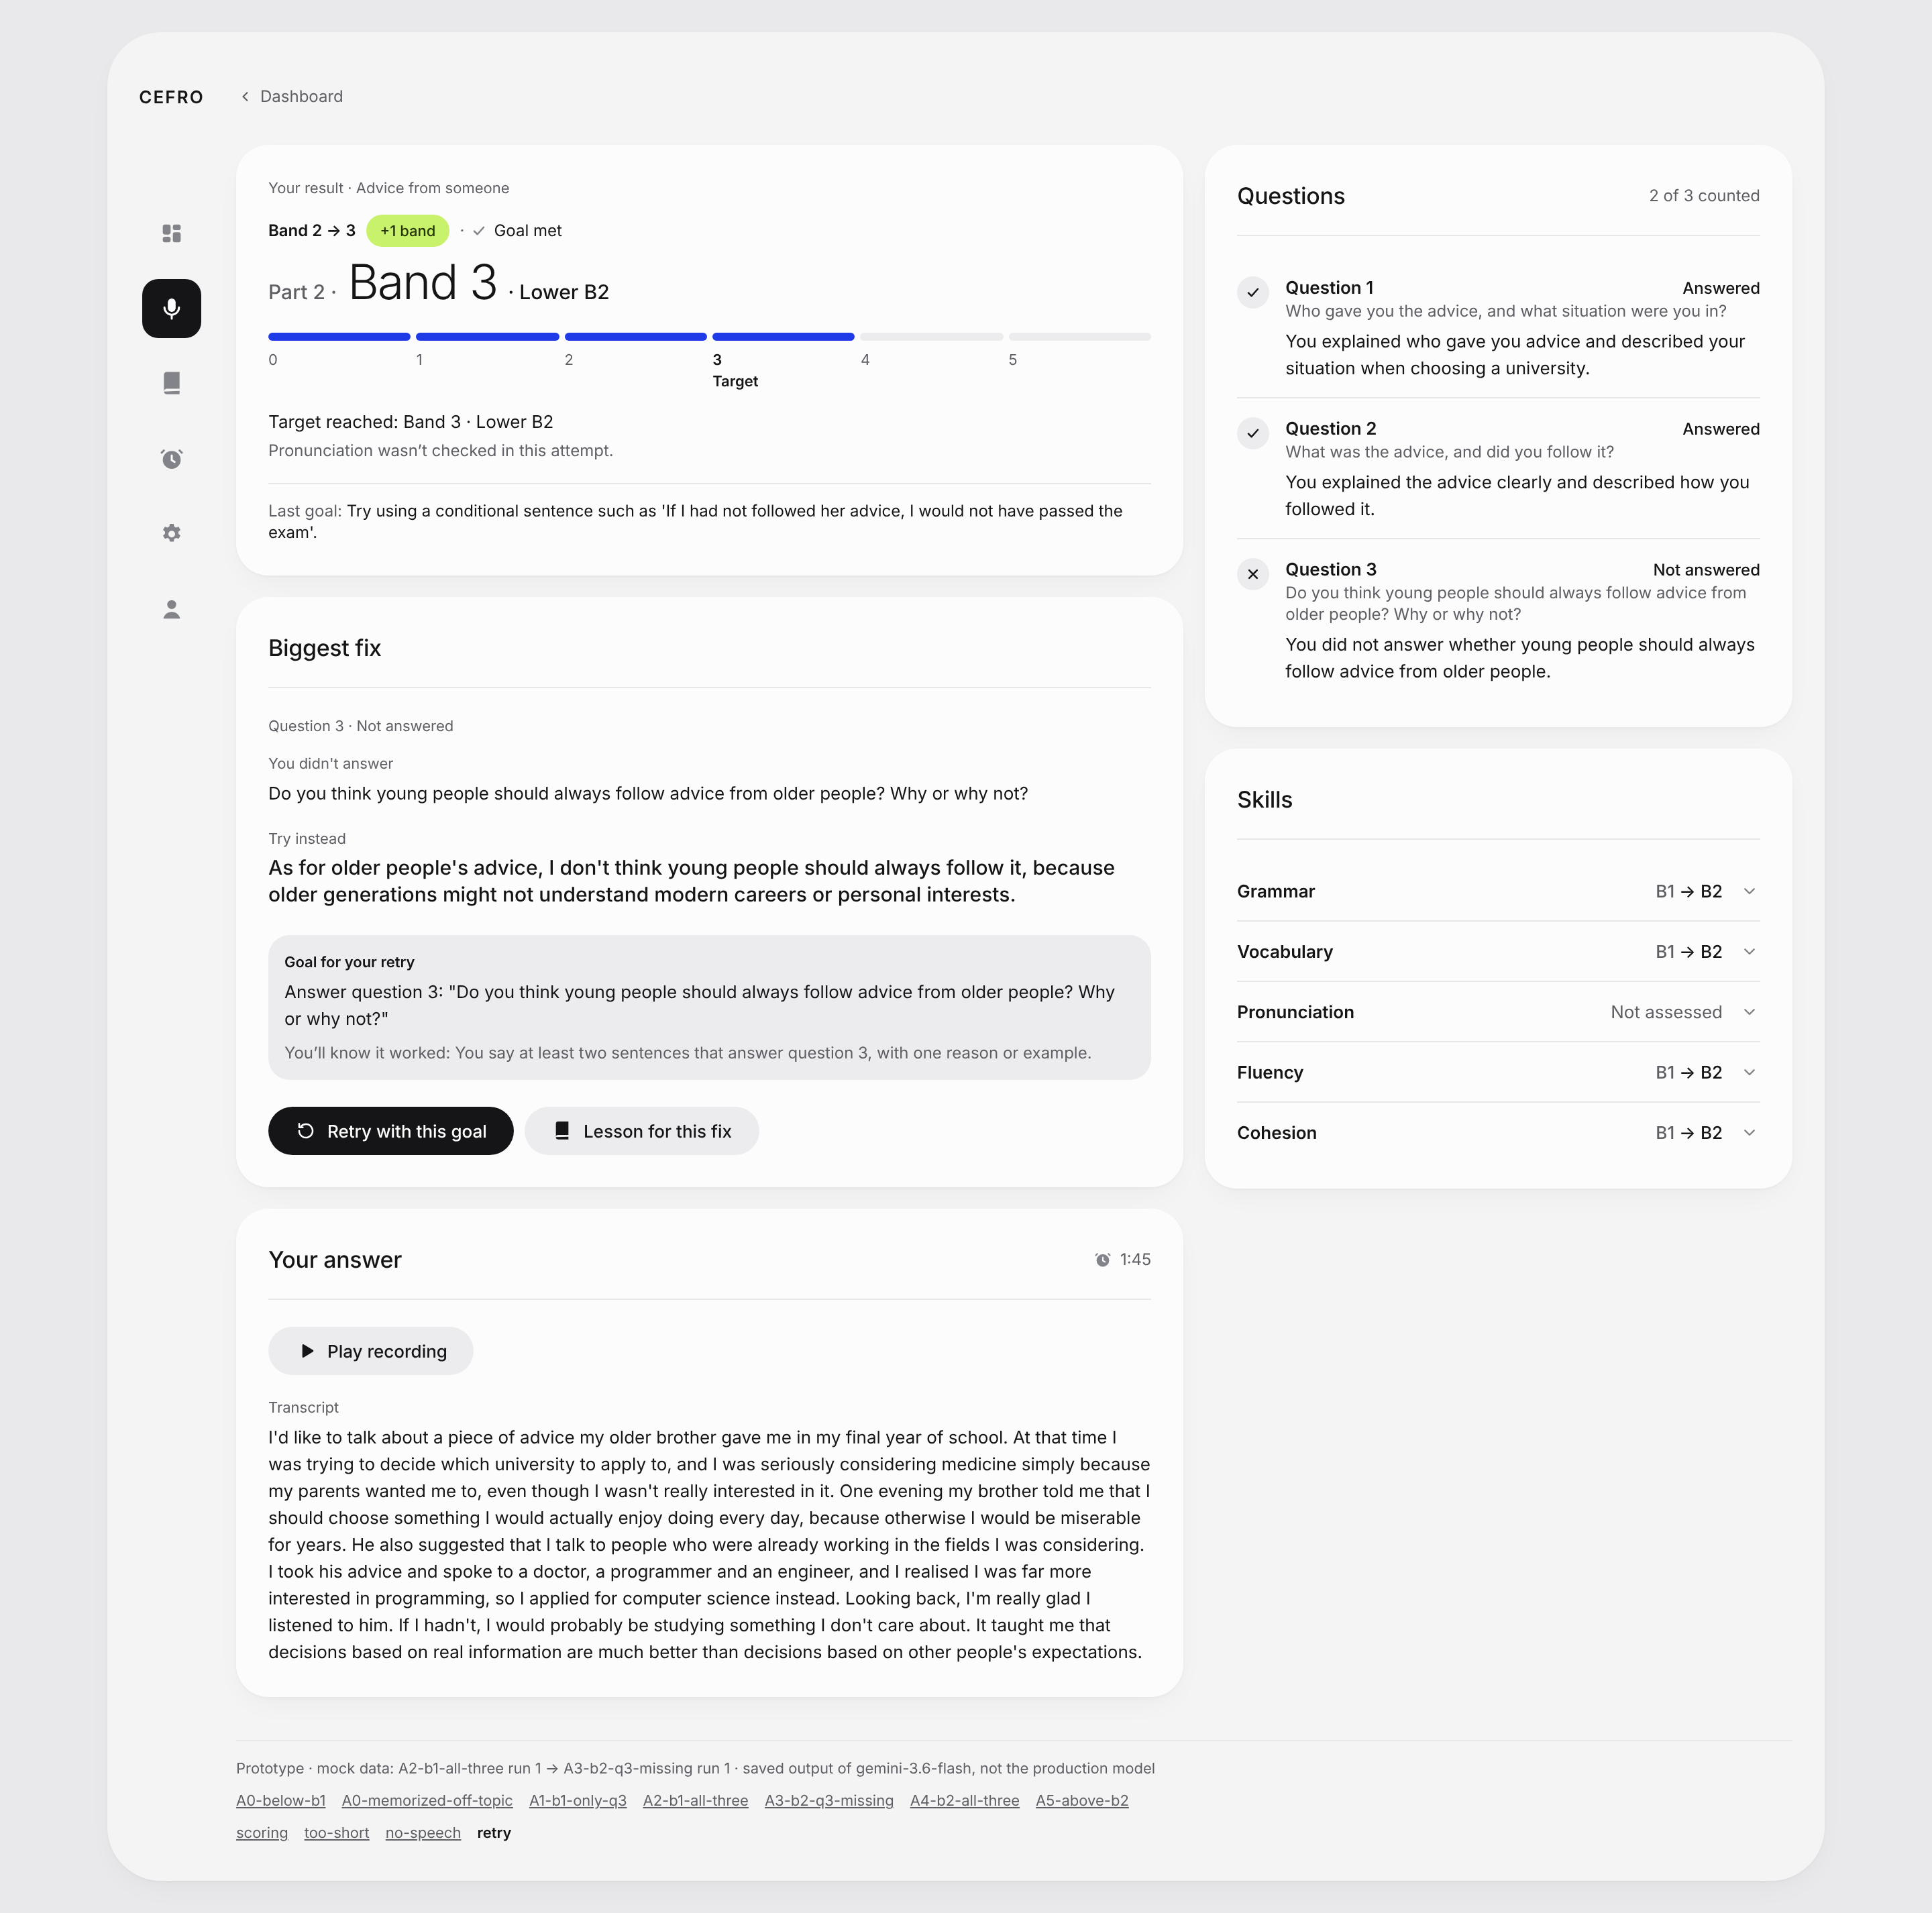 CEFRO
Dashboard
Your result · Advice from someone
Band 2 → 3 +1 band · Goal met
Part 2 · Band 3 · Lower B2
0 1 2 3 4 5
Target
Target reached: Band 3 · Lower B2
Pronunciation wasn’t checked in this attempt.
Last goal: Try using a conditional sentence such as 'If I had not followed her advice, I would not have passed the
exam'.
Biggest fix
Question 3 · Not answered
You didn't answer
Do you think young people should always follow advice from older people? Why or why not?
Try instead
As for older people's advice, I don't think young people should always follow it, because
older generations might not understand modern careers or personal interests.
Goal for your retry
Answer question 3: "Do you think young people should always follow advice from older people? Why
or why not?"
You’ll know it worked: You say at least two sentences that answer question 3, with one reason or example.
Retry with this goal
Lesson for this fix
Your answer
1:45
Play recording
Transcript
I'd like to talk about a piece of advice my older brother gave me in my final year of school. At that time I
was trying to decide which university to apply to, and I was seriously considering medicine simply because
my parents wanted me to, even though I wasn't really interested in it. One evening my brother told me that I
should choose something I would actually enjoy doing every day, because otherwise I would be miserable
for years. He also suggested that I talk to people who were already working in the fields I was considering.
I took his advice and spoke to a doctor, a programmer and an engineer, and I realised I was far more
interested in programming, so I applied for computer science instead. Looking back, I'm really glad I
listened to him. If I hadn't, I would probably be studying something I don't care about. It taught me that
decisions based on real information are much better than decisions based on other people's expectations.
Questions
2 of 3 counted
Question 1
Answered
Who gave you the advice, and what situation were you in?
You explained who gave you advice and described your
situation when choosing a university.
Question 2
Answered
What was the advice, and did you follow it?
You explained the advice clearly and described how you
followed it.
Question 3
Not answered
Do you think young people should always follow advice from
older people? Why or why not?
You did not answer whether young people should always
follow advice from older people.
Skills
Grammar B1 → B2
Vocabulary B1 → B2
Pronunciation Not assessed
Fluency B1 → B2
Cohesion B1 → B2
Prototype · mock data: A2-b1-all-three run 1 → A3-b2-q3-missing run 1 · saved output of gemini-3.6-flash, not the production model
A0-below-b1 A0-memorized-off-topic A1-b1-only-q3 A2-b1-all-three A3-b2-q3-missing A4-b2-all-three A5-above-b2
scoring too-short no-speech retry